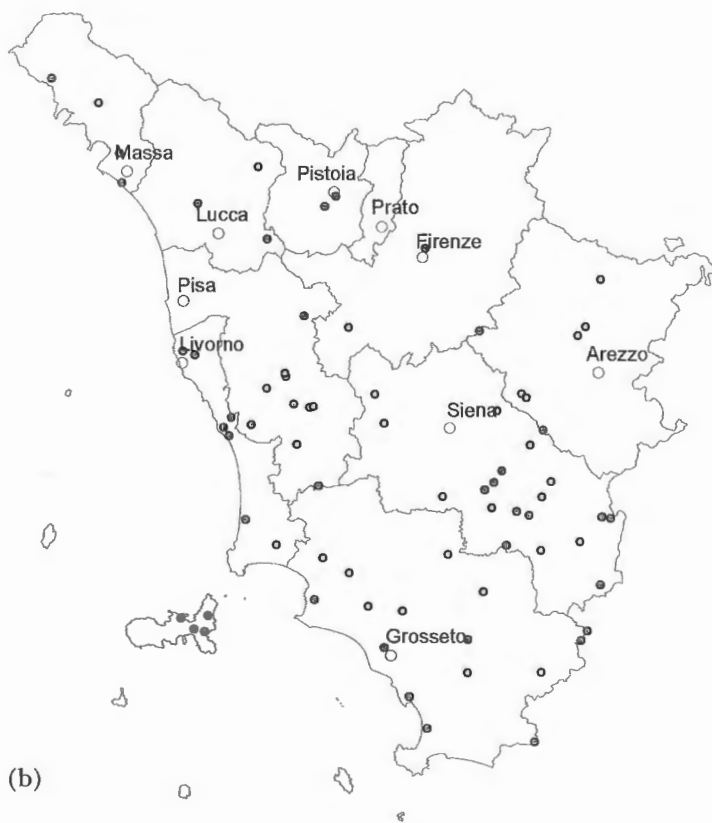 Massa
Pistoia
Lucca
Prato
Firenze
Pisa
Livorno
Arezzo
Siena
Grosseto
(b)